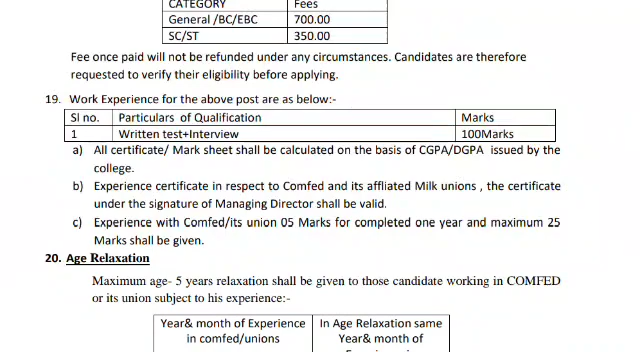 CATEGORY Fees
General /BC/EBC 700.00
SC/ST 350.00
Fee once paid will not be refunded under any circumstances. Candidates are therefore
requested to verify their eligibility before applying.
19. Work Experience for the above post are as below:-
Sl no. Particulars of Qualification Marks
1 Written test+Interview 100Marks
a) All certificate/ Mark sheet shall be calculated on the basis of CGPA/DGPA issued by the
college.
b) Experience certificate in respect to Comfed and its affliated Milk unions , the certificate
under the signature of Managing Director shall be valid.
c) Experience with Comfed/its union 05 Marks for completed one year and maximum 25
Marks shall be given.
20. Age Relaxation
Maximum age- 5 years relaxation shall be given to those candidate working in COMFED
or its union subject to his experience:-
Year& month of Experience In Age Relaxation same
in comfed/unions Year& month of